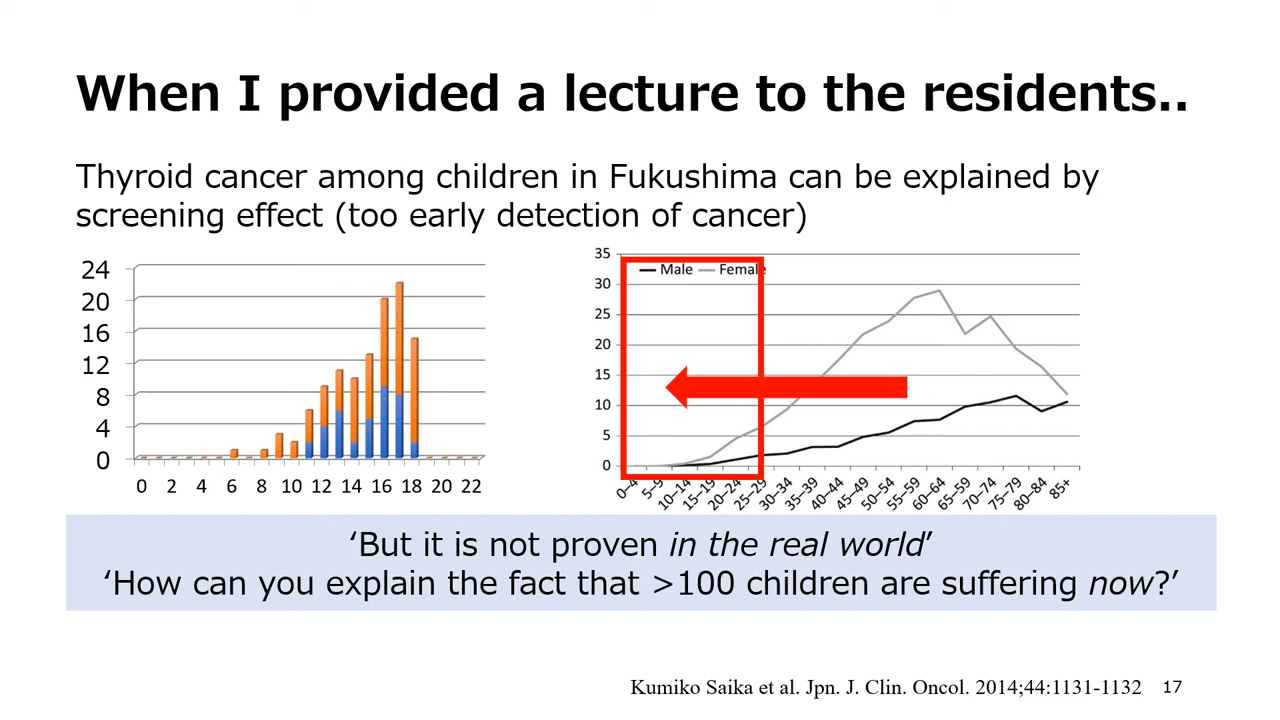 When I provided a lecture to the residents..
Thyroid cancer among children in Fukushima can be explained by
screening effect (too early detection of cancer)
24
20
16
12
8
4
0
0 2 4 6 8 10 12 14 16 18 20 22
35
30
25
20
15
10
5
0
Male Female
0–4 5–9 10–14 15–19 20–24 25–29 30–34 35–39 40–44 45–49 50–54 55–59 60–64 65–59 70–74 75–79 80–84 85+
‘But it is not proven in the real world’
‘How can you explain the fact that >100 children are suffering now?’
Kumiko Saika et al. Jpn. J. Clin. Oncol. 2014;44:1131-1132 17